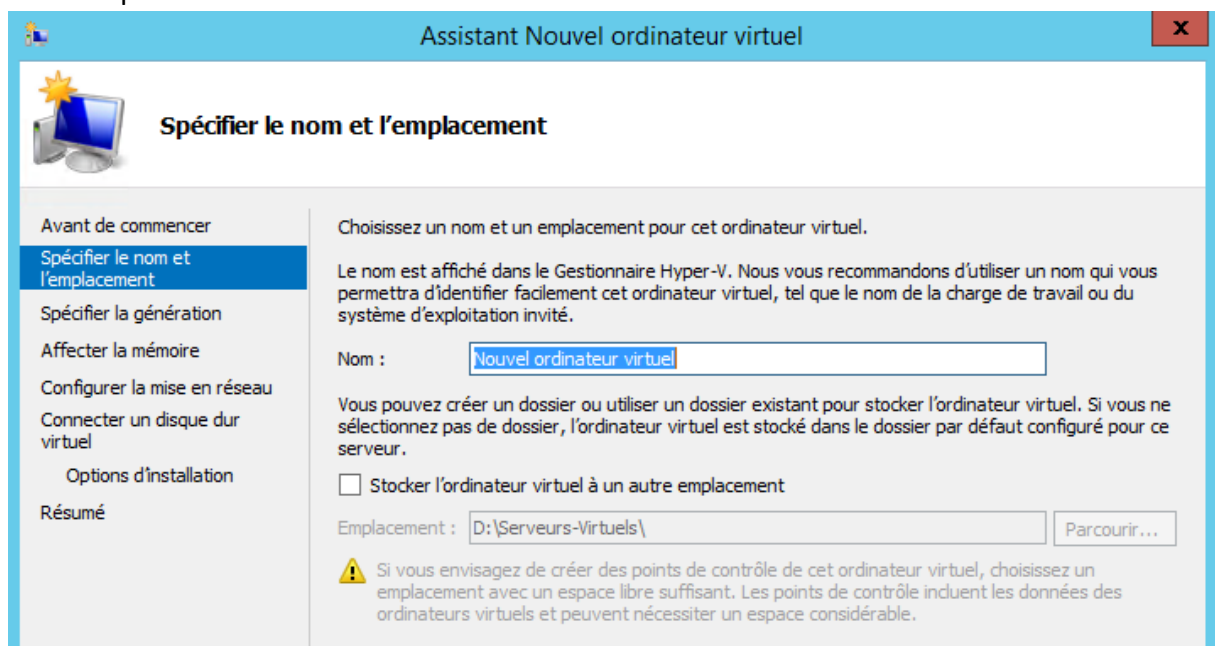 Assistant Nouvel ordinateur virtuel
x
Spécifier le nom et l’emplacement
Avant de commencer
Spécifier le nom et
l’emplacement
Spécifier la génération
Affecter la mémoire
Configurer la mise en réseau
Connecter un disque dur
virtuel
Options d’installation
Résumé
Choisissez un nom et un emplacement pour cet ordinateur virtuel.
Le nom est affiché dans le Gestionnaire Hyper-V. Nous vous recommandons d’utiliser un nom qui vous
permettra d’identifier facilement cet ordinateur virtuel, tel que le nom de la charge de travail ou du
système d’exploitation invité.
Nom : Nouvel ordinateur virtuel
Vous pouvez créer un dossier ou utiliser un dossier existant pour stocker l’ordinateur virtuel. Si vous ne
sélectionnez pas de dossier, l’ordinateur virtuel est stocké dans le dossier par défaut configuré pour ce
serveur.
Stocker l’ordinateur virtuel à un autre emplacement
Emplacement : D:\Serveurs-Virtuels\ Parcourir...
Si vous envisagez de créer des points de contrôle de cet ordinateur virtuel, choisissez un
emplacement avec un espace libre suffisant. Les points de contrôle incluent les données des
ordinateurs virtuels et peuvent nécessiter un espace considérable.